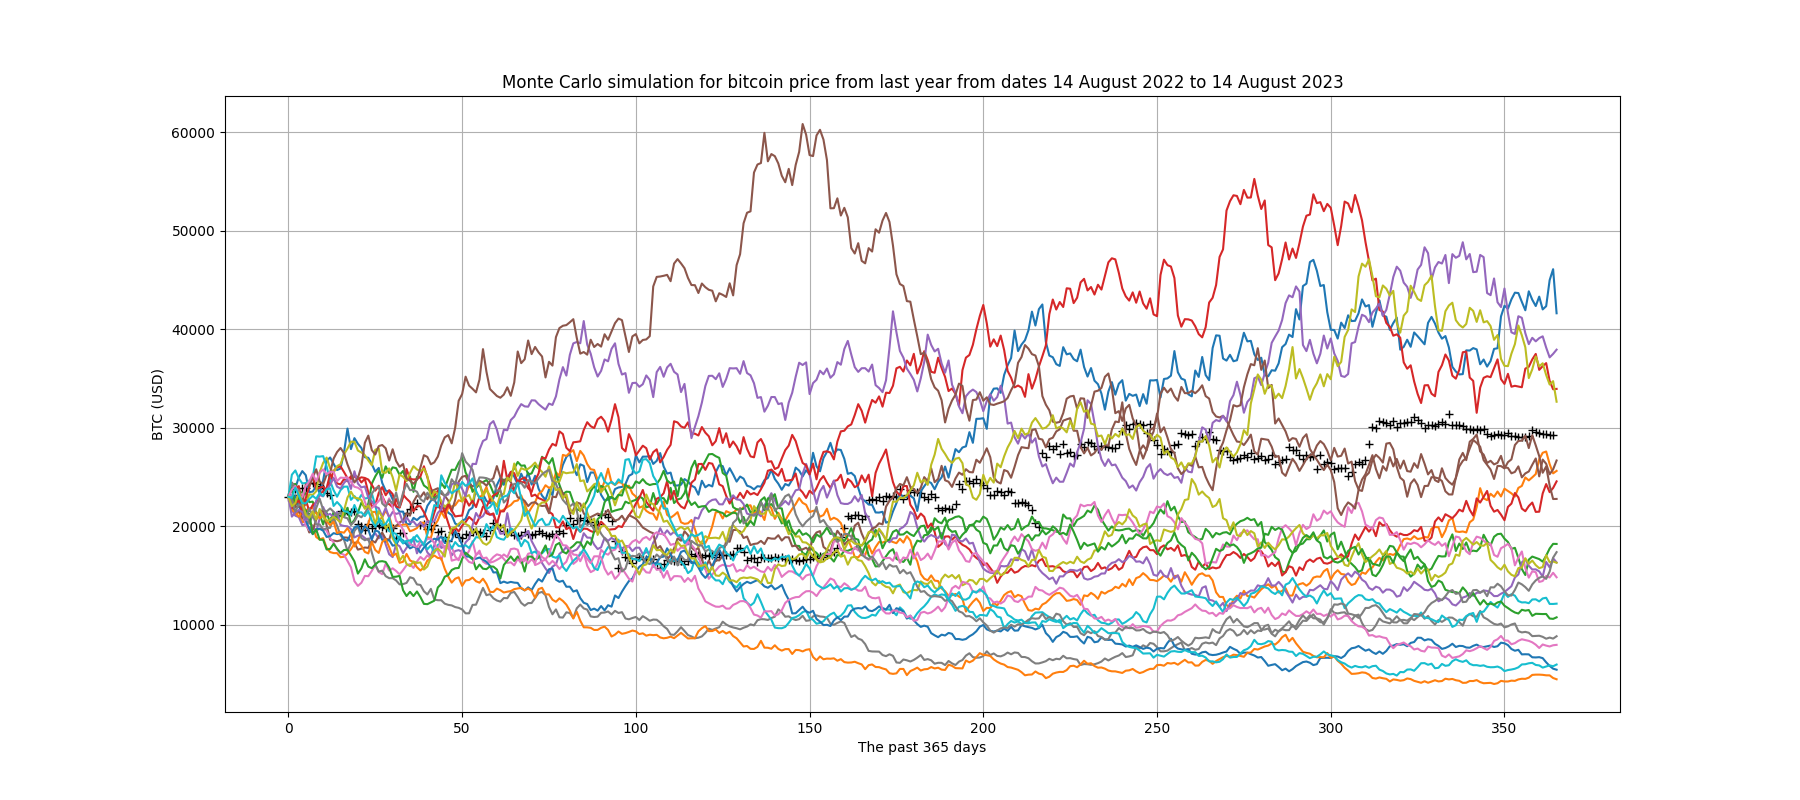 Monte Carlo simulation for bitcoin price from last year from dates 14 August 2022 to 14 August 2023
60000
50000
40000
30000
20000
10000
BTC (USD)
0 50 100 150 200 250 300 350
The past 365 days